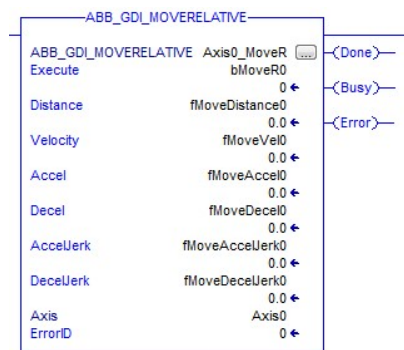 ABB_GDI_MOVERELATIVE
ABB_GDI_MOVERELATIVE Axis0_MoveR ... (Done)
Execute bMoveR0
0 (Busy)
Distance fMoveDistance0
0.0 (Error)
Velocity fMoveVel0
0.0
Accel fMoveAccel0
0.0
Decel fMoveDecel0
0.0
AccelJerk fMoveAccelJerk0
0.0
DecelJerk fMoveDecelJerk0
0.0
Axis Axis0
ErrorID 0